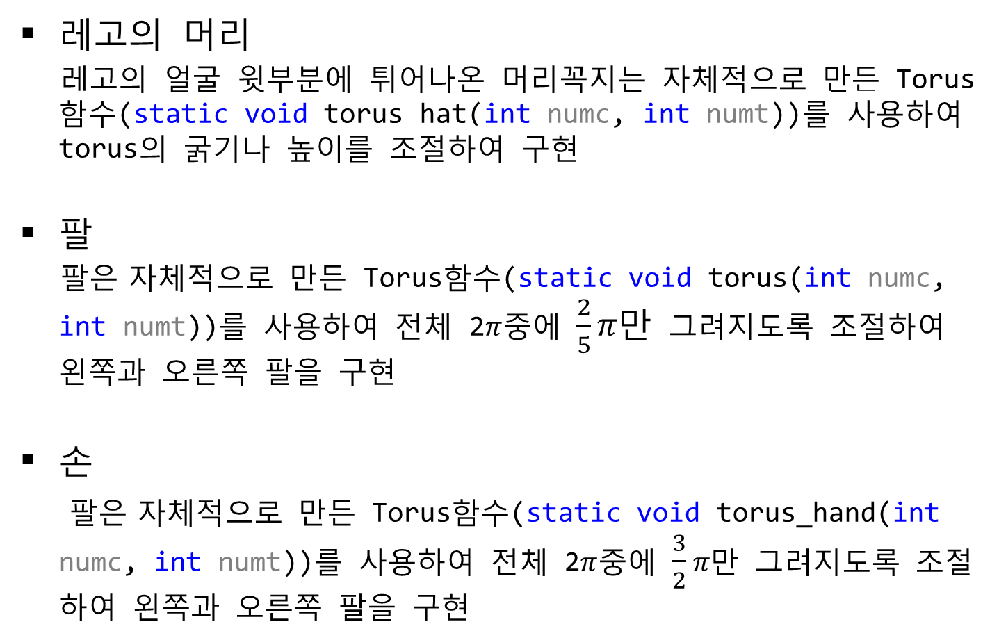 ▪ 레고의 머리
레고의 얼굴 윗부분에 튀어나온 머리꼭지는 자체적으로 만든 Torus
함수(static void torus hat(int numc, int numt))를 사용하여
torus의 굵기나 높이를 조절하여 구현
▪ 팔
팔은 자체적으로 만든 Torus함수(static void torus(int numc,
int numt))를 사용하여 전체 2𝜋중에 2/5 𝜋만 그려지도록 조절하여
왼쪽과 오른쪽 팔을 구현
▪ 손
팔은 자체적으로 만든 Torus함수(static void torus_hand(int
numc, int numt))를 사용하여 전체 2𝜋중에 3/2 𝜋만 그려지도록 조절
하여 왼쪽과 오른쪽 팔을 구현